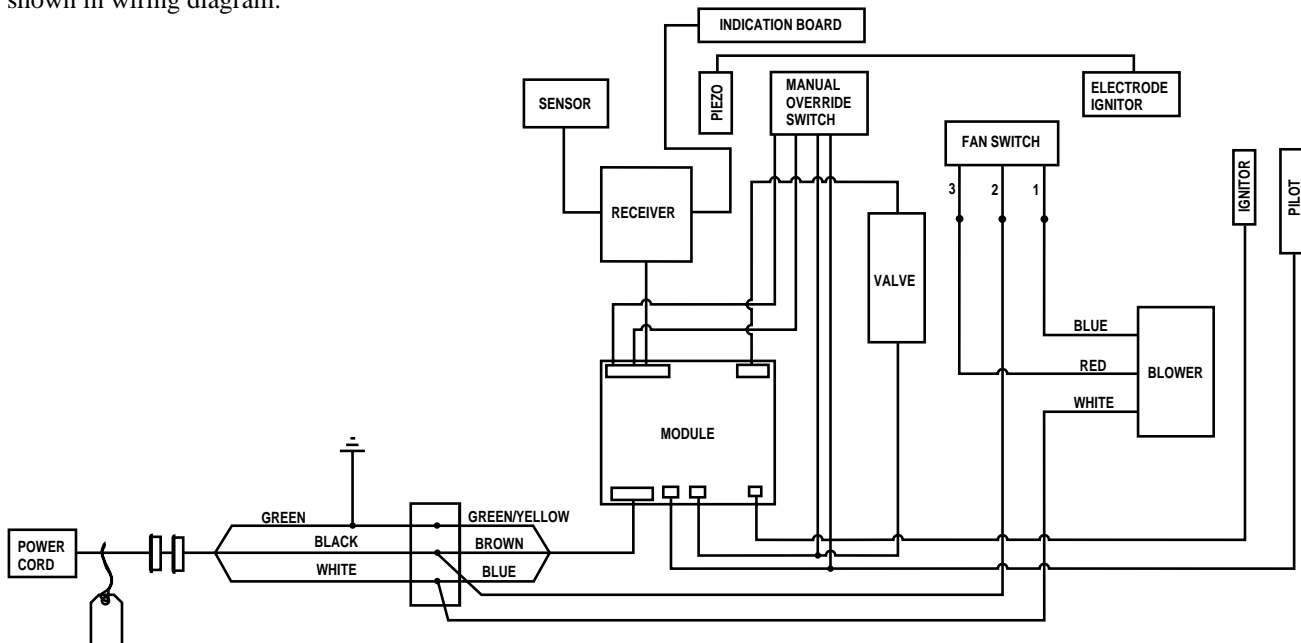 shown in wiring diagram.
INDICATION BOARD
SENSOR
PIEZO
MANUAL
OVERRIDE
SWITCH
ELECTRODE
IGNITOR
FAN SWITCH
3
2
1
IGNITOR
PILOT
RECEIVER
VALVE
BLUE
RED
WHITE
BLOWER
MODULE
POWER
CORD
GREEN
BLACK
WHITE
GREEN/YELLOW
BROWN
BLUE